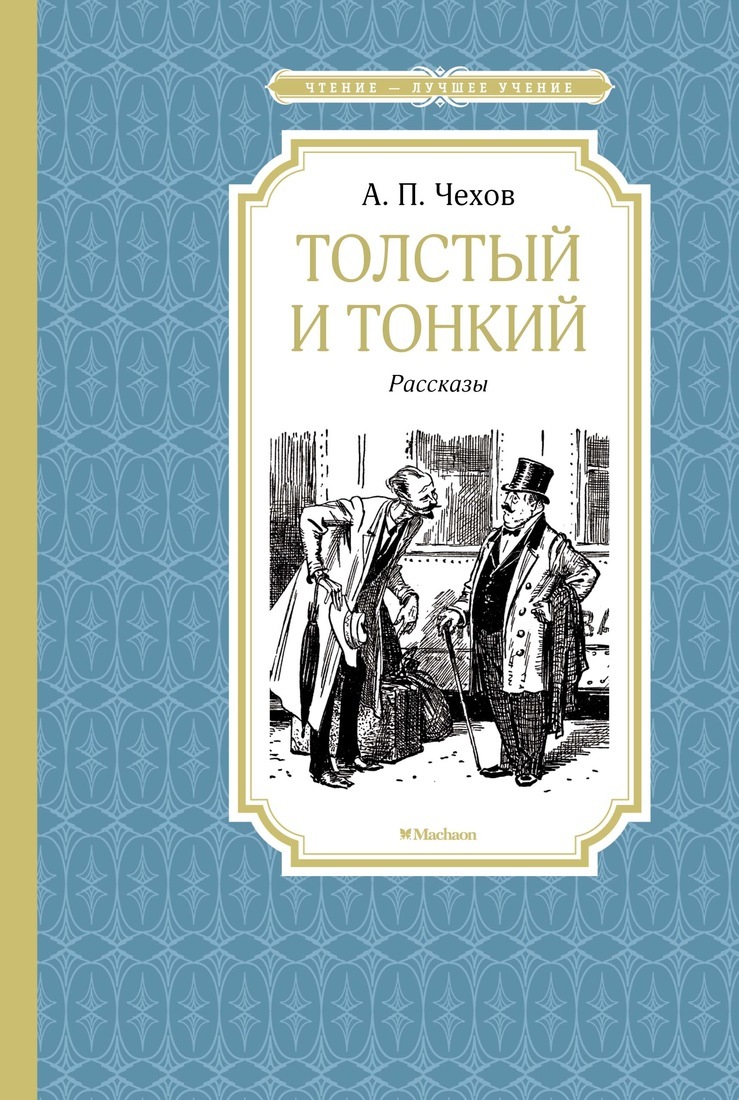 ЧТЕНИЕ — ЛУЧШЕЕ УЧЕНИЕ
А. П. Чехов
ТОЛСТЫЙ
И ТОНКИЙ
Рассказы
Machaon